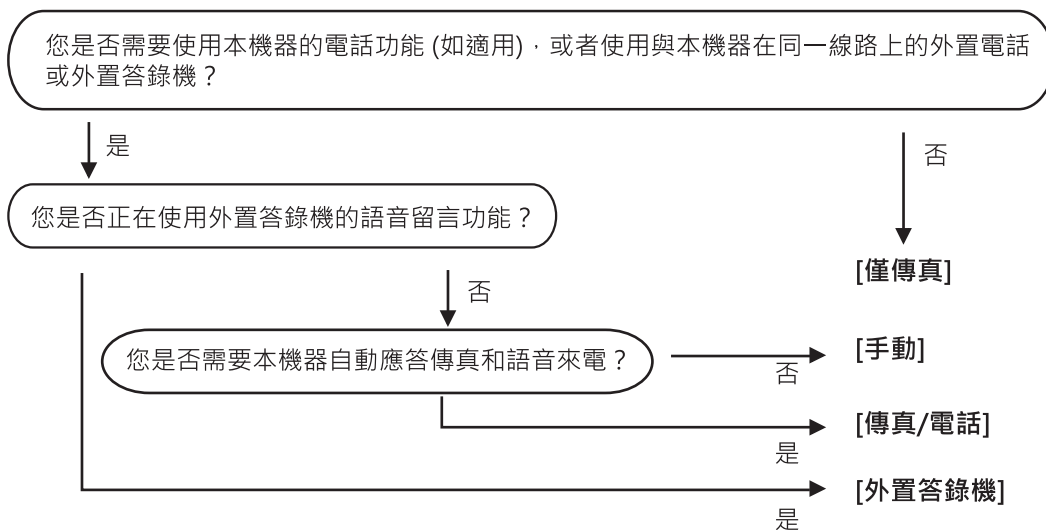 您是否需要使用本機器的電話功能 (如適用)，或者使用與本機器在同一線路上的外置電話
或外置答錄機？
是
否
您是否正在使用外置答錄機的語音留言功能？
[僅傳真]
否
您是否需要本機器自動應答傳真和語音來電？
[手動]
否
[傳真/電話]
是
[外置答錄機]
是